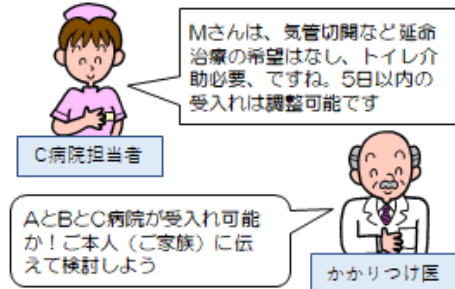 Mさんは、気管切開など延命
治療の希望はなし、トイレ介
助必要、ですね。5日以内の
受入れは調整可能です
C病院担当者
AとBとC病院が受入れ可能
か！ご本人（ご家族）に伝
えて検討しよう
かかりつけ医